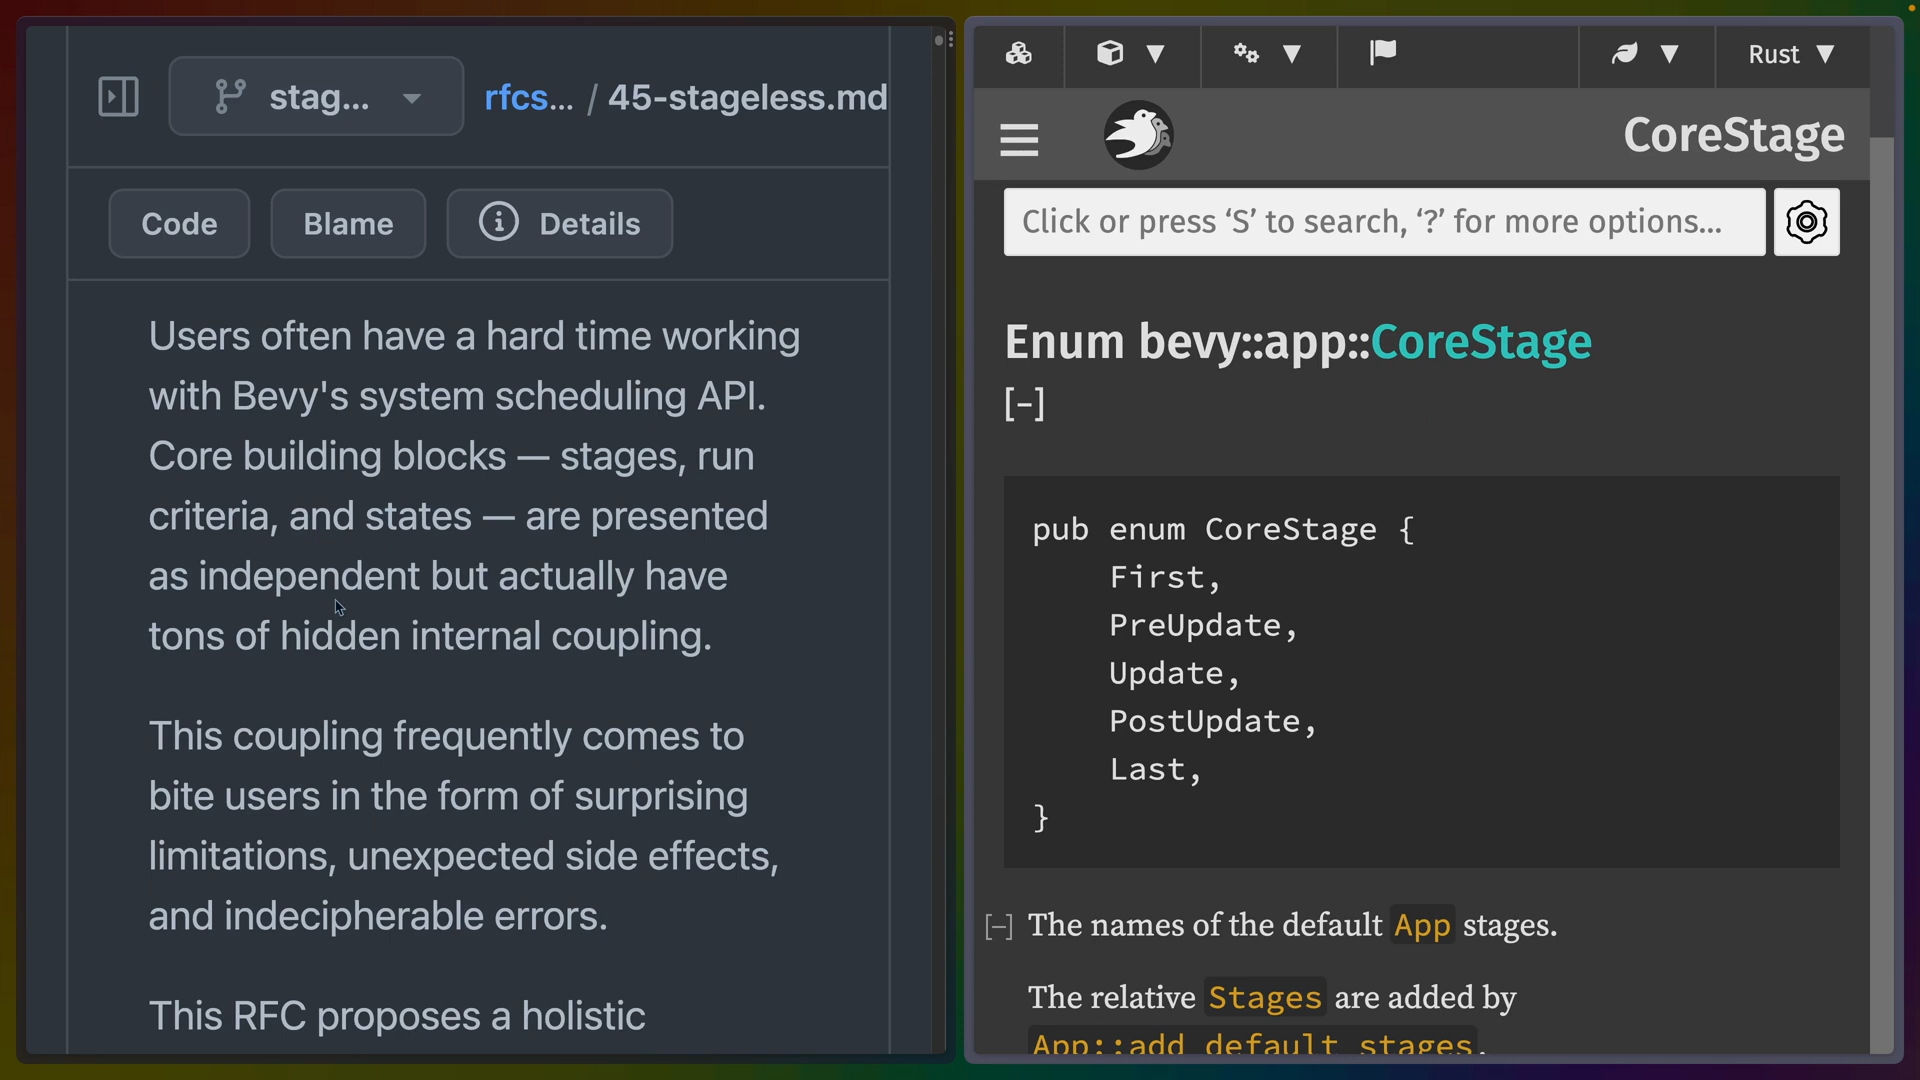 stag...
rfcs... / 45-stageless.md
Code
Blame
Details
Users often have a hard time working
with Bevy's system scheduling API.
Core building blocks — stages, run
criteria, and states — are presented
as independent but actually have
tons of hidden internal coupling.
This coupling frequently comes to
bite users in the form of surprising
limitations, unexpected side effects,
and indecipherable errors.
This RFC proposes a holistic
Rust
CoreStage
Click or press ‘S’ to search, ‘?’ for more options...
Enum bevy::app::CoreStage
[−]
pub enum CoreStage {
First,
PreUpdate,
Update,
PostUpdate,
Last,
}
[−] The names of the default App stages.
The relative Stages are added by
App::add_default_stages.